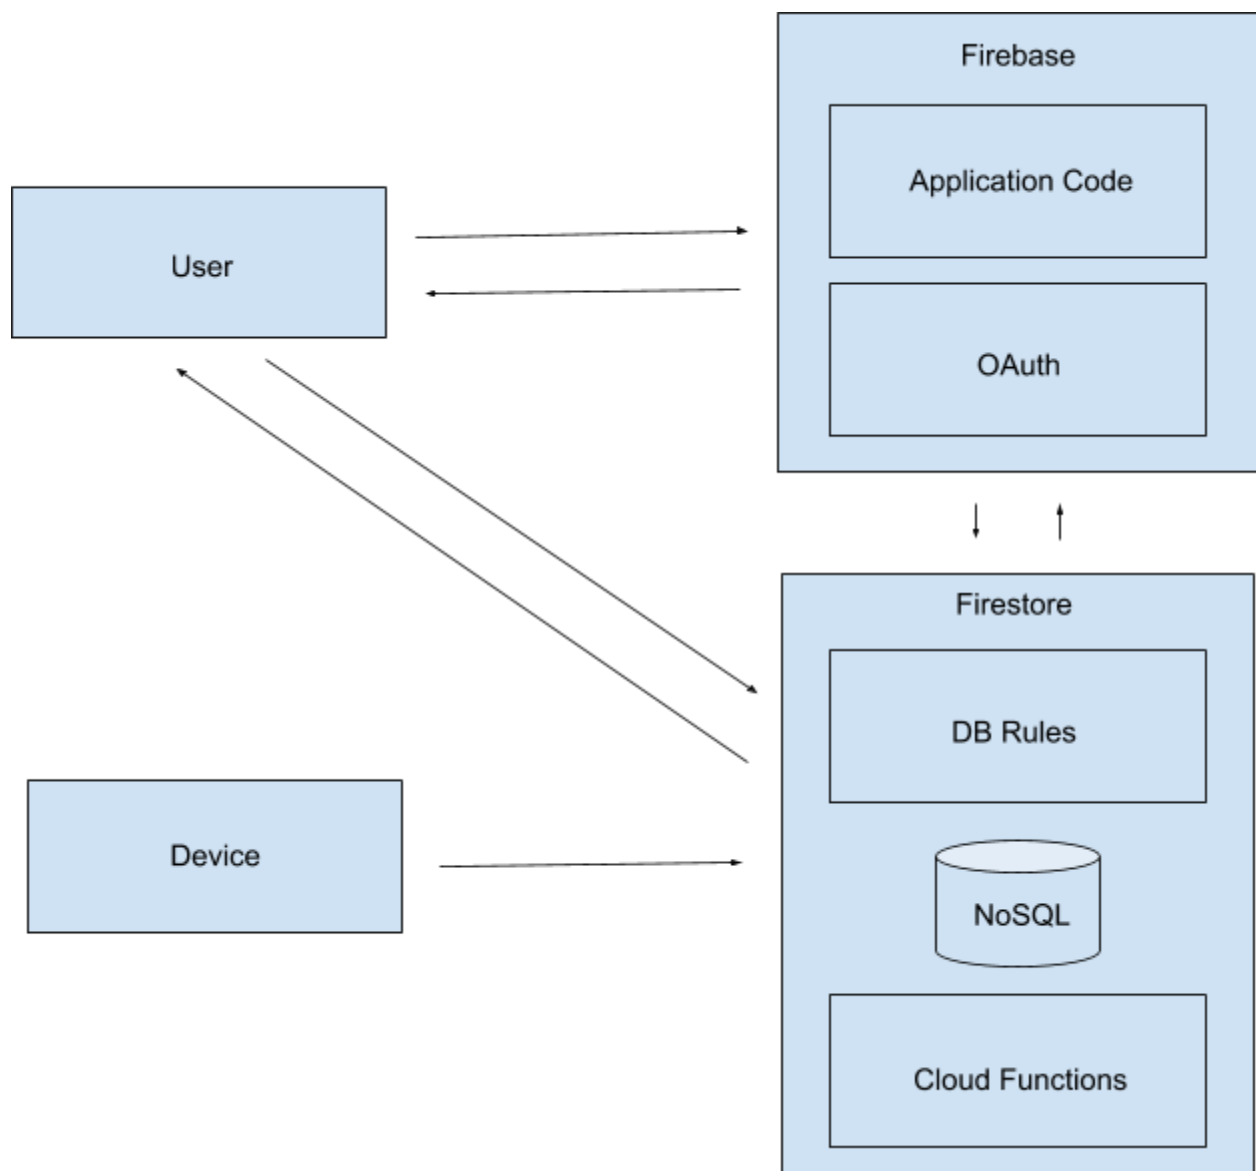 Firebase
Application Code
User
OAuth
Firestore
DB Rules
Device
NoSQL
Cloud Functions